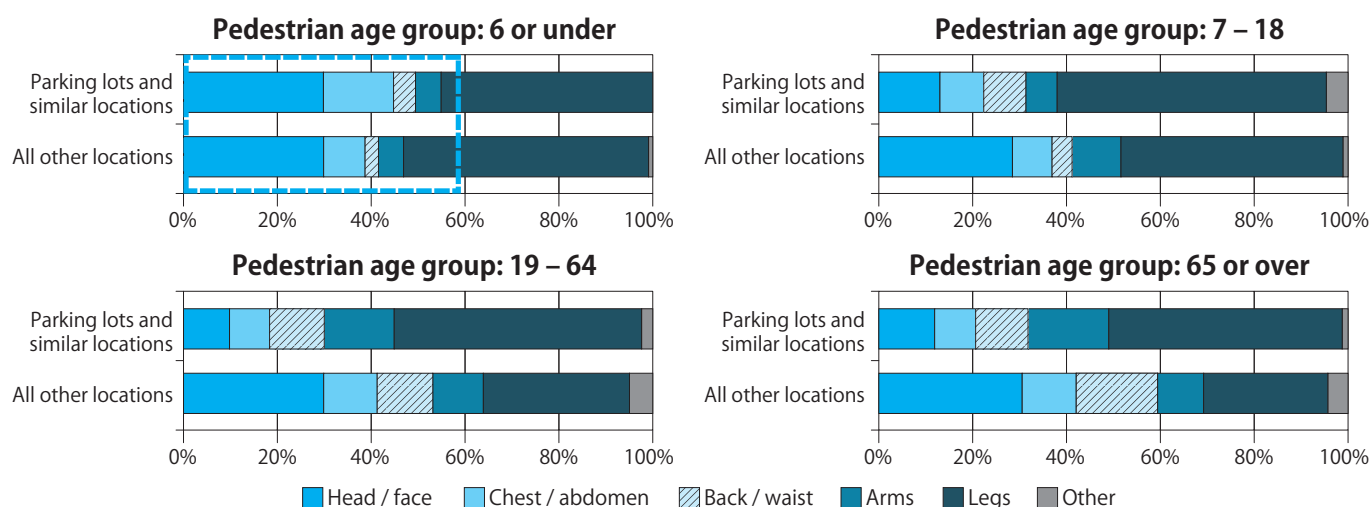 Pedestrian age group: 6 or under
Parking lots and
similar locations
All other locations
0% 20% 40% 60% 80% 100%
Pedestrian age group: 7 – 18
Parking lots and
similar locations
All other locations
0% 20% 40% 60% 80% 100%
Pedestrian age group: 19 – 64
Parking lots and
similar locations
All other locations
0% 20% 40% 60% 80% 100%
Pedestrian age group: 65 or over
Parking lots and
similar locations
All other locations
0% 20% 40% 60% 80% 100%
Head / face Chest / abdomen Back / waist Arms Legs Other